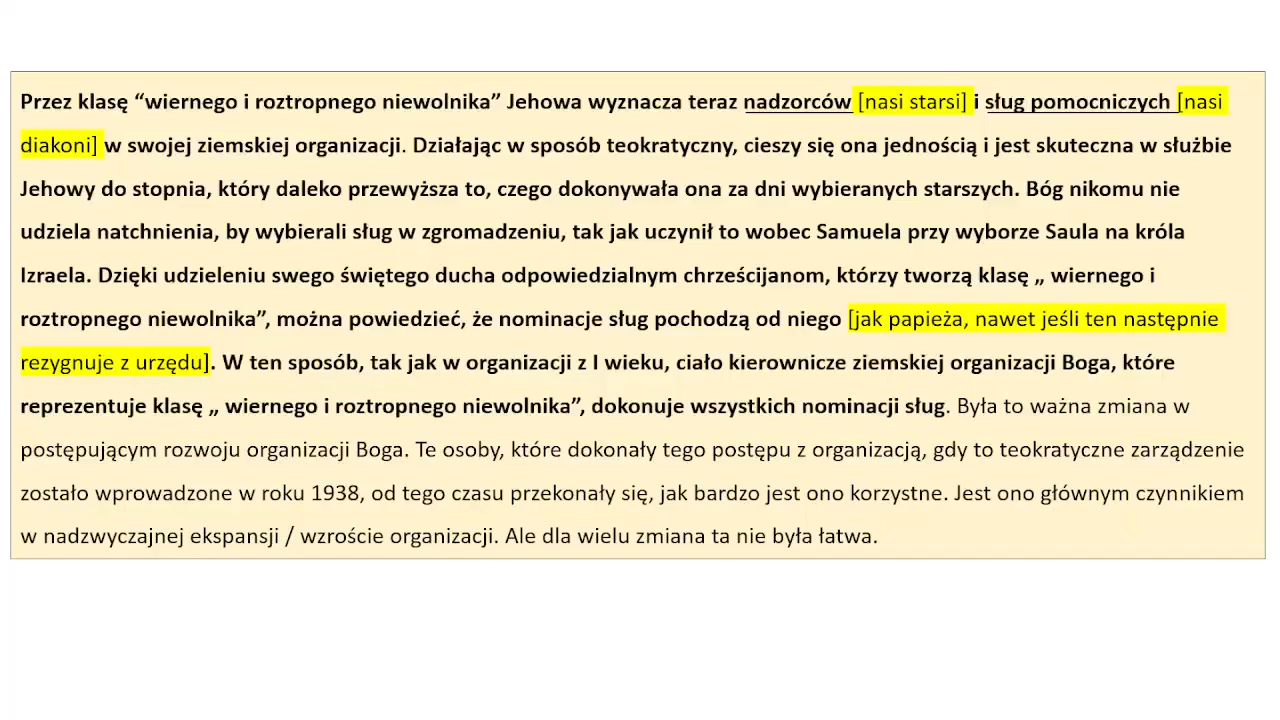 Przez klasę “wiernego i roztropnego niewolnika” Jehowa wyznacza teraz nadzorców [nasi starsi] i sług pomocniczych [nasi
diakoni] w swojej ziemskiej organizacji. Działając w sposób teokratyczny, cieszy się ona jednością i jest skuteczna w służbie
Jehowy do stopnia, który daleko przewyższa to, czego dokonywała ona za dni wybieranych starszych. Bóg nikomu nie
udziela natchnienia, by wybierali sług w zgromadzeniu, tak jak uczynił to wobec Samuela przy wyborze Saula na króla
Izraela. Dzięki udzieleniu swego świętego ducha odpowiedzialnym chrześcijanom, którzy tworzą klasę „ wiernego i
roztropnego niewolnika”, można powiedzieć, że nominacje sług pochodzą od niego [jak papieża, nawet jeśli ten następnie
rezygnuje z urzędu]. W ten sposób, tak jak w organizacji z I wieku, ciało kierownicze ziemskiej organizacji Boga, które
reprezentuje klasę „ wiernego i roztropnego niewolnika”, dokonuje wszystkich nominacji sług. Była to ważna zmiana w
postępującym rozwoju organizacji Boga. Te osoby, które dokonały tego postępu z organizacją, gdy to teokratyczne zarządzenie
zostało wprowadzone w roku 1938, od tego czasu przekonały się, jak bardzo jest ono korzystne. Jest ono głównym czynnikiem
w nadzwyczajnej ekspansji / wzroście organizacji. Ale dla wielu zmiana ta nie była łatwa.